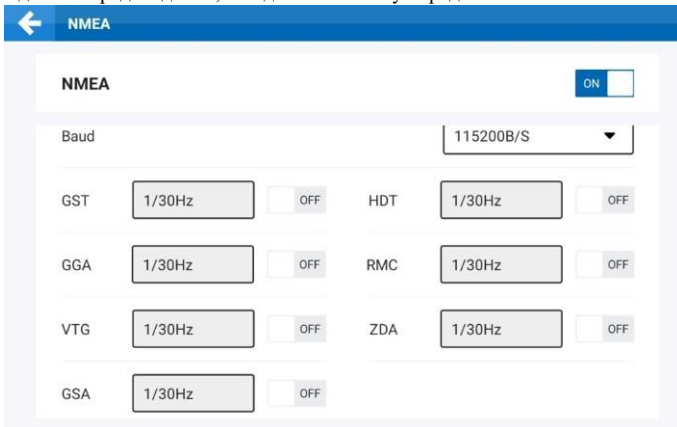 NMEA
NMEA ON
Baud 115200B/S
GST 1/30Hz OFF HDT 1/30Hz OFF
GGA 1/30Hz OFF RMC 1/30Hz OFF
VTG 1/30Hz OFF ZDA 1/30Hz OFF
GSA 1/30Hz OFF